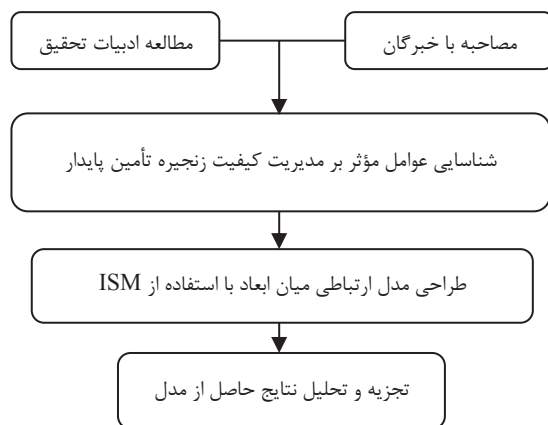 مصاحبه با خبرگان
مطالعه ادبیات تحقیق
شناسایی عوامل مؤثر بر مدیریت کیفیت زنجیره تأمین پایدار
طراحی مدل ارتباطی میان ابعاد با استفاده از ISM
تجزیه و تحلیل نتایج حاصل از مدل